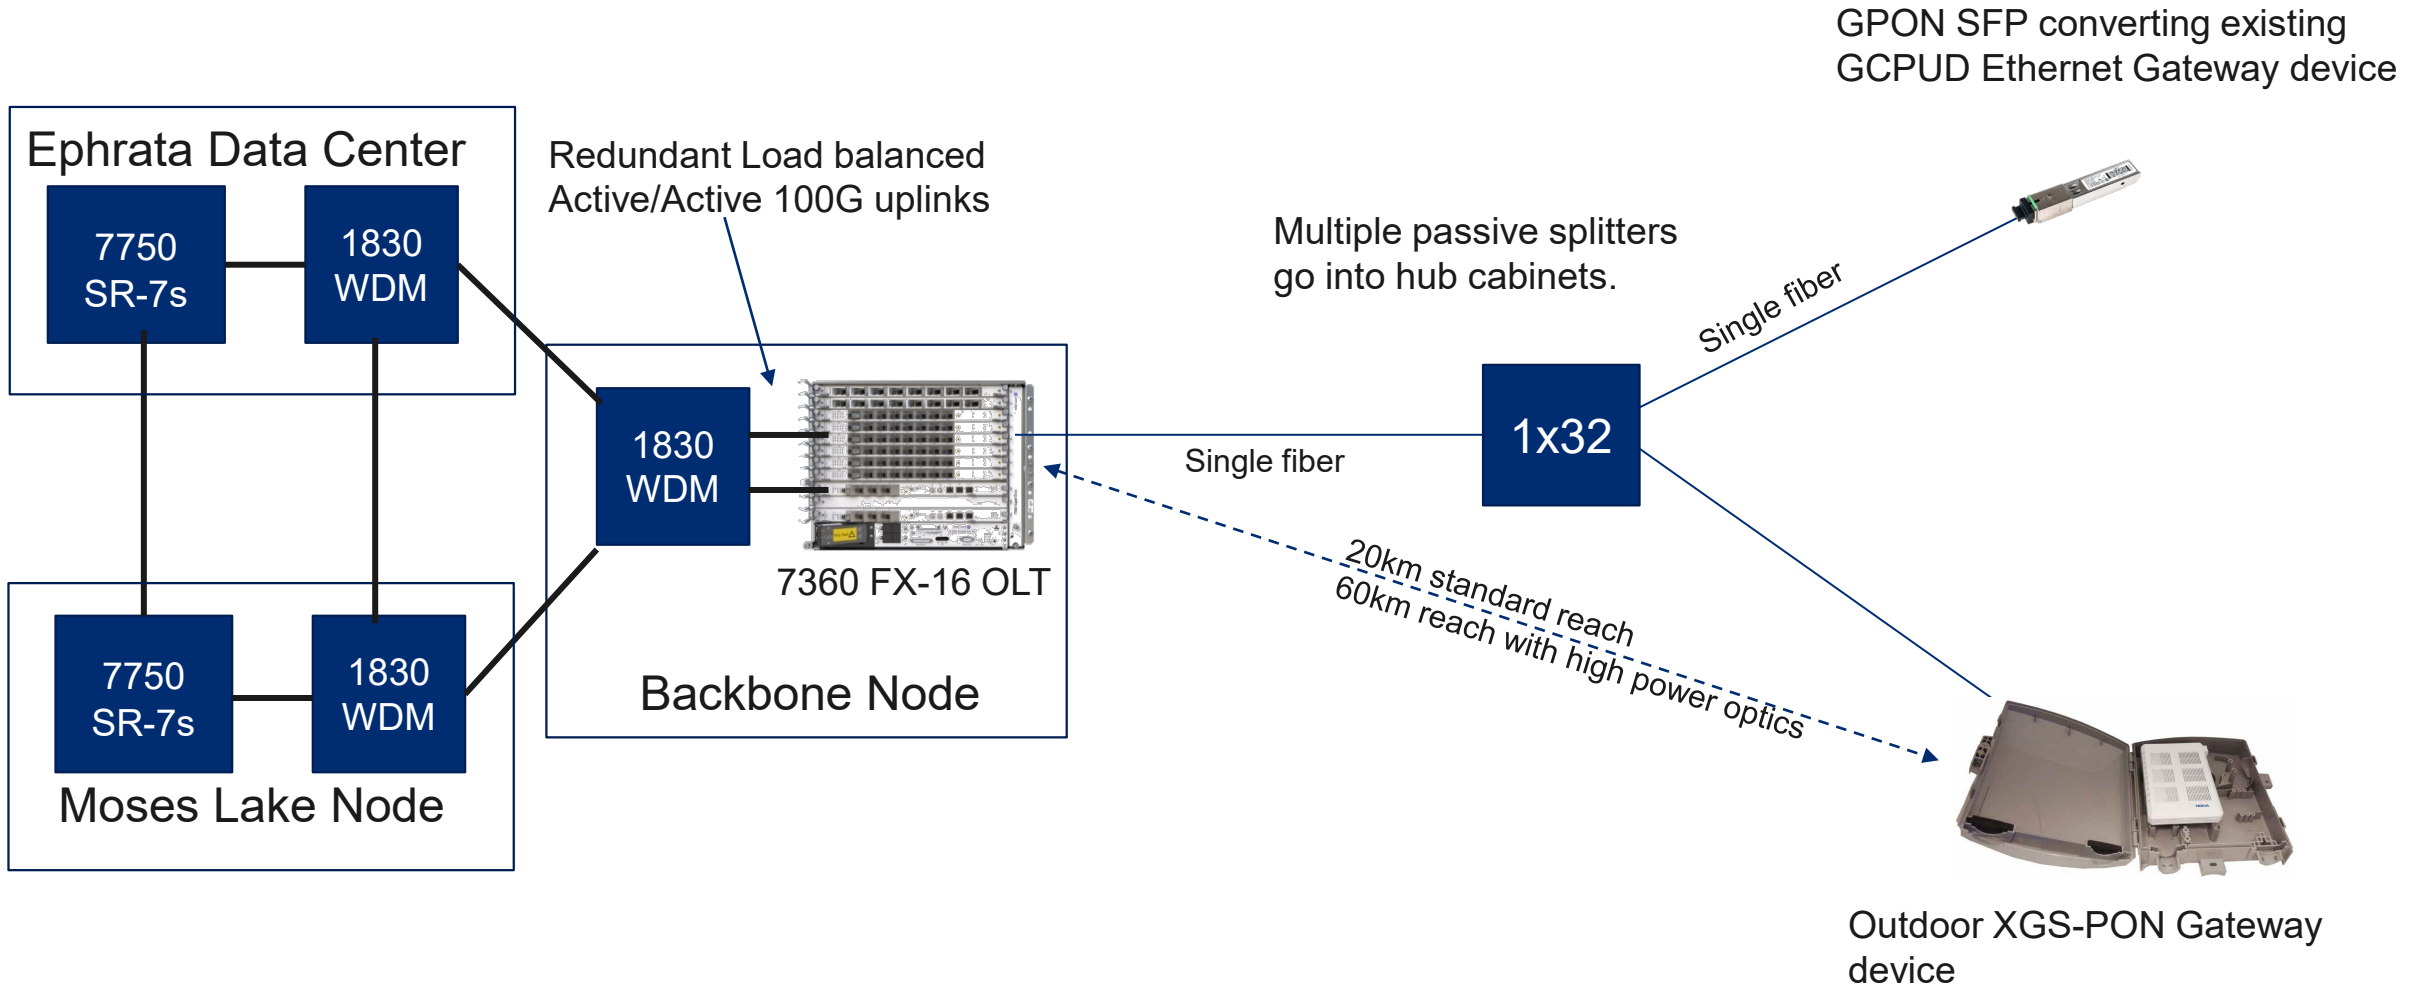 GPON SFP converting existing
GCPUD Ethernet Gateway device
Ephrata Data Center
7750
SR-7s
1830
WDM
Redundant Load balanced
Active/Active 100G uplinks
Multiple passive splitters
go into hub cabinets.
Single fiber
1830
WDM
7360 FX-16 OLT
Backbone Node
Single fiber
1x32
20km standard reach
60km reach with high power optics
7750
SR-7s
1830
WDM
Moses Lake Node
Outdoor XGS-PON Gateway
device